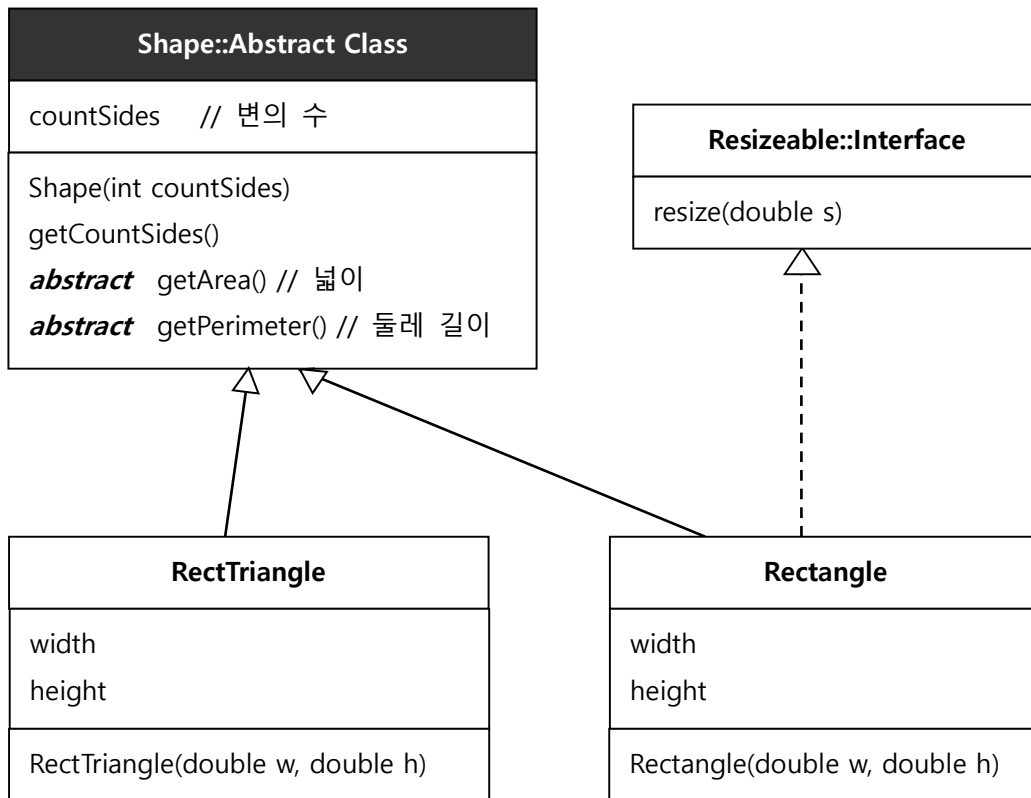 Shape::Abstract Class
countSides // 변의 수
Shape(int countSides)
getCountSides()
abstract getArea() // 넓이
abstract getPerimeter() // 둘레 길이
Resizeable::Interface
resize(double s)
RectTriangle
width
height
RectTriangle(double w, double h)
Rectangle
width
height
Rectangle(double w, double h)